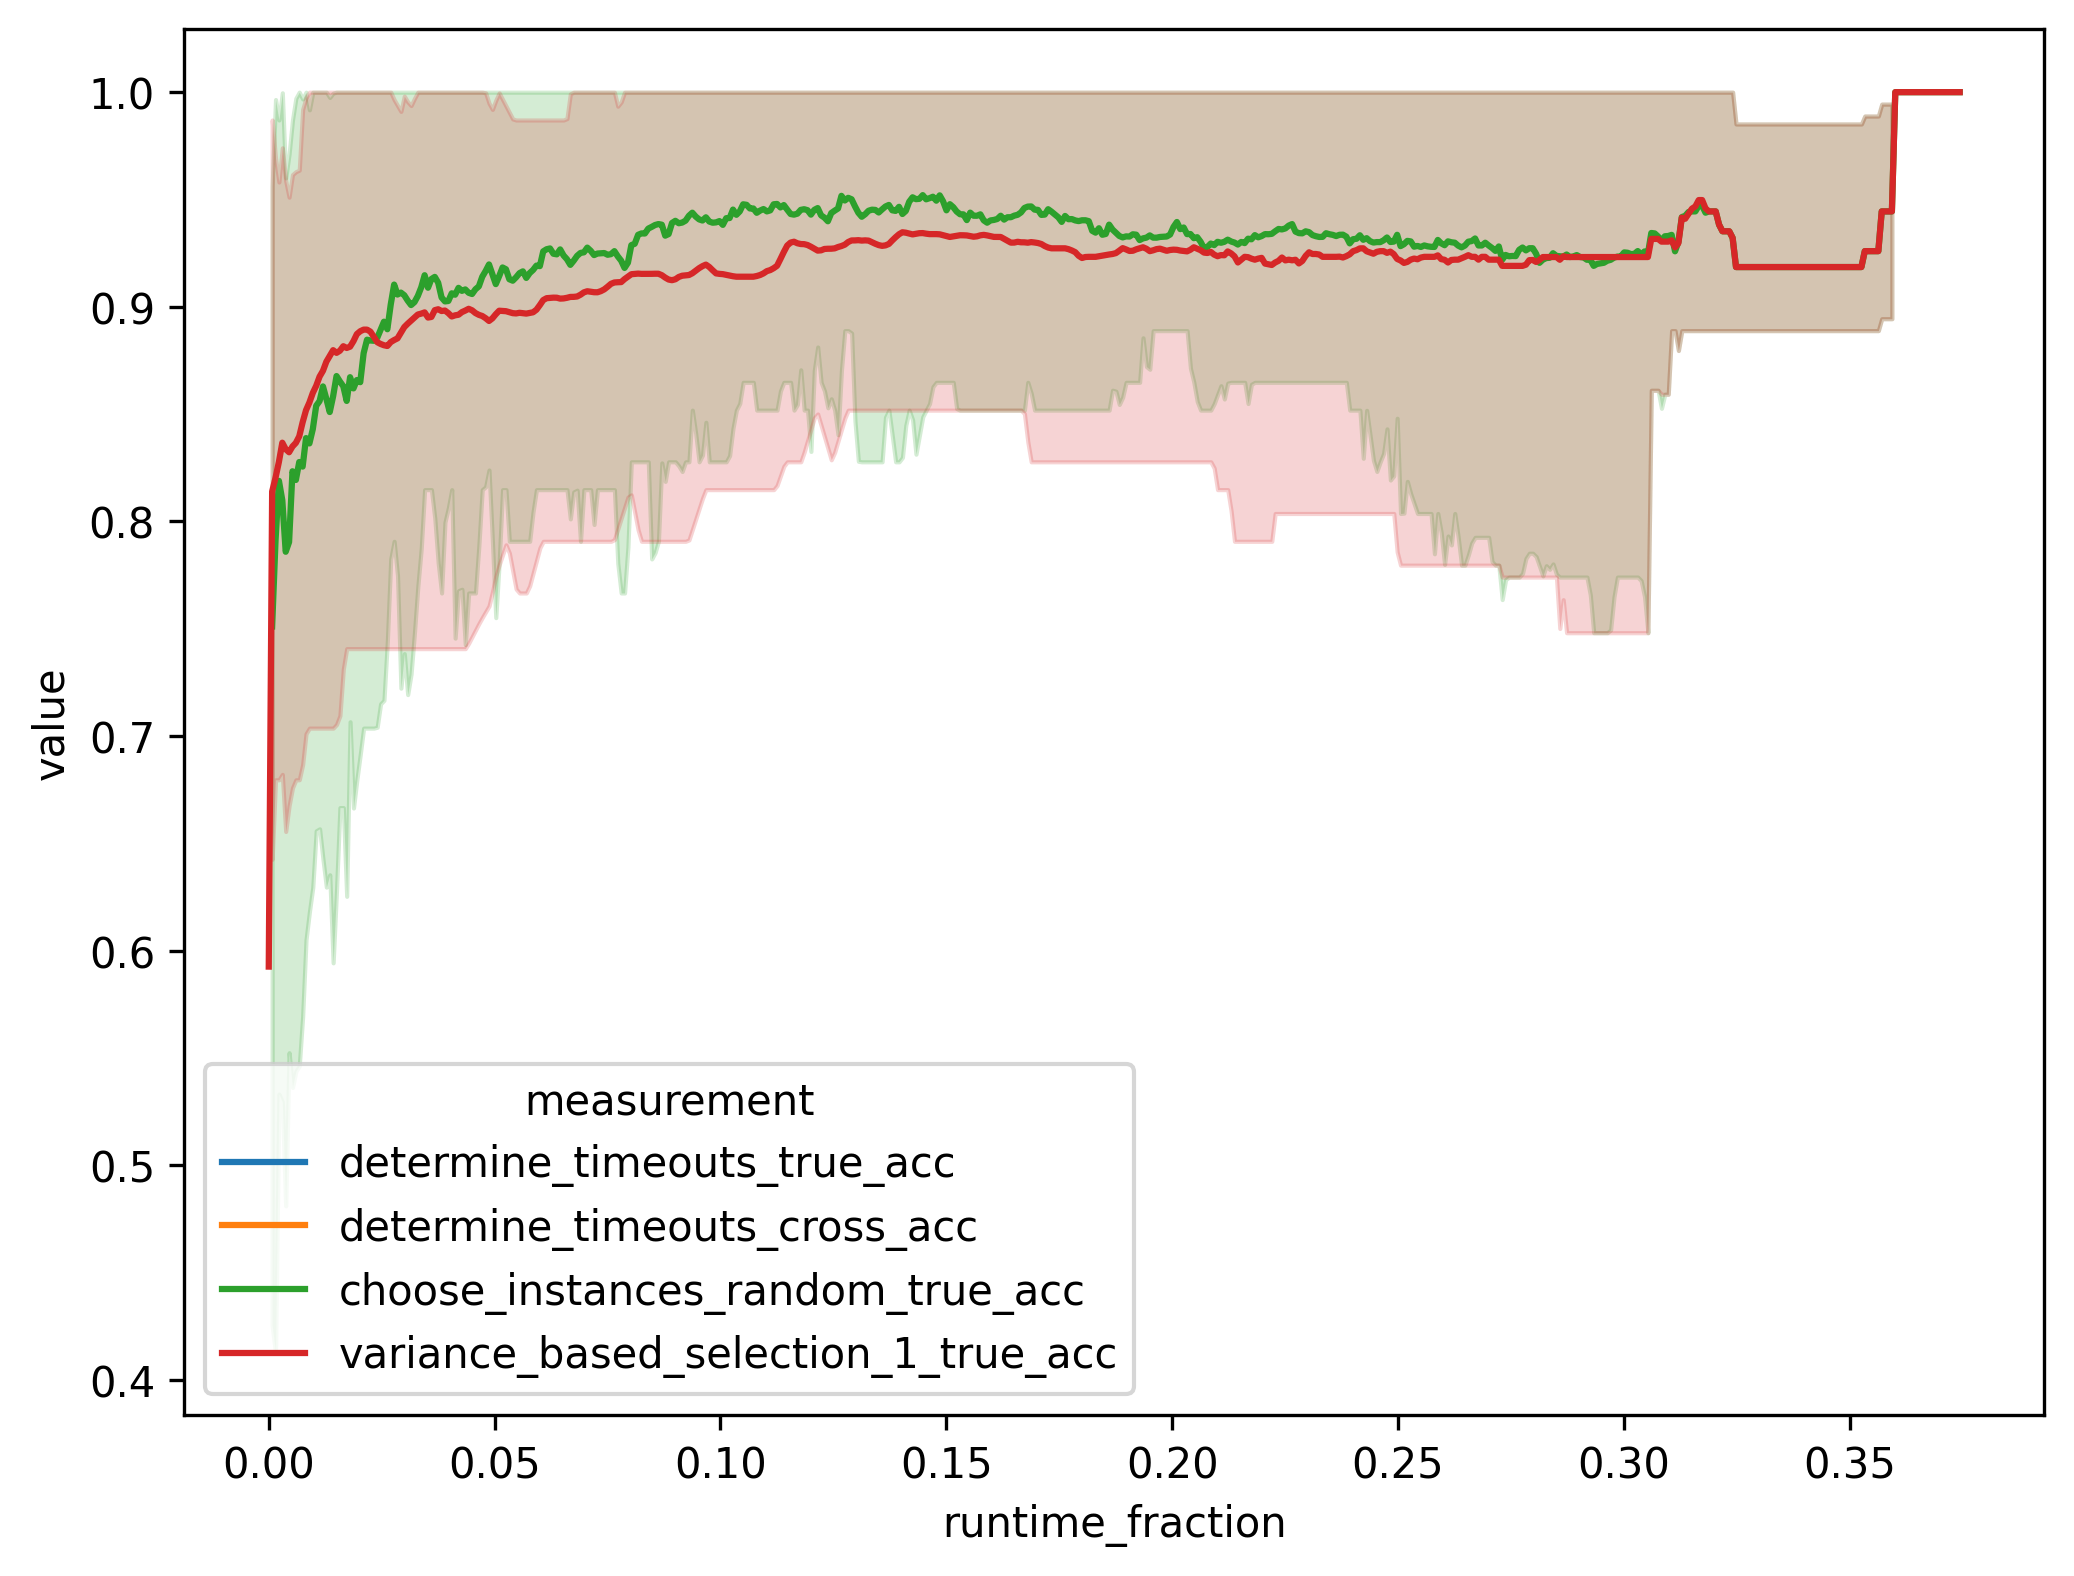 1.0
0.9
0.8
0.7
0.6
0.5
0.4
value
measurement
determine_timeouts_true_acc
determine_timeouts_cross_acc
choose_instances_random_true_acc
variance_based_selection_1_true_acc
0.00 0.05 0.10 0.15 0.20 0.25 0.30 0.35
runtime_fraction